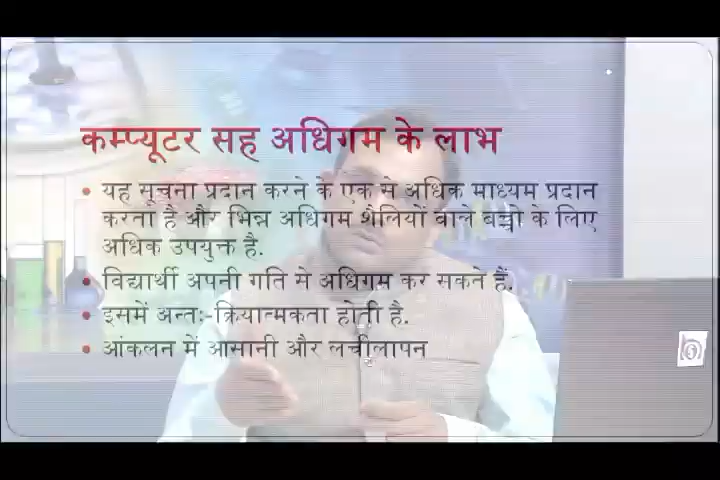 कम्प्यूटर सह अधिगम के लाभ
• यह सूचना प्रदान करने के एक से अधिक माध्यम प्रदान
करता है और भिन्न अधिगम शैलियों वाले बच्चो के लिए
अधिक उपयुक्त है.
• विद्यार्थी अपनी गति से अधिगम कर सकते हैं.
• इसमें अन्तः-क्रियात्मकता होती है.
• आंकलन में आसानी और लचीलापन